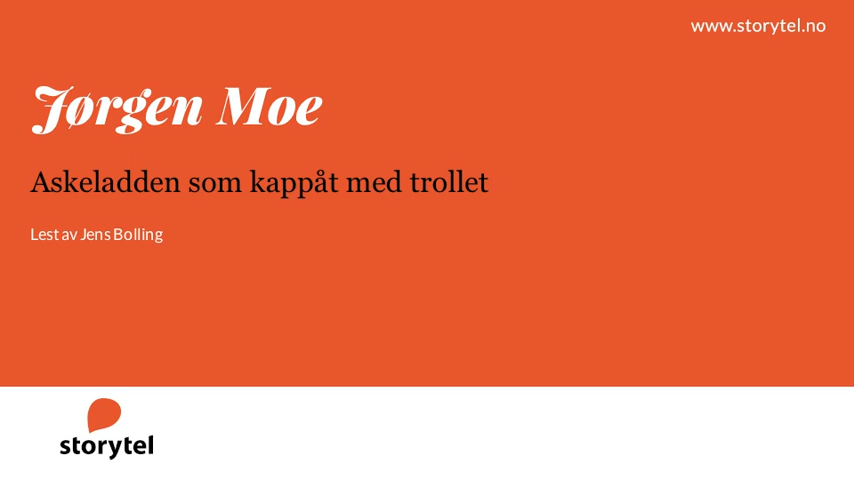 www.storytel.no
Jørgen Moe
Askeladden som kappåt med trollet
Lest av Jens Bolling
storytel